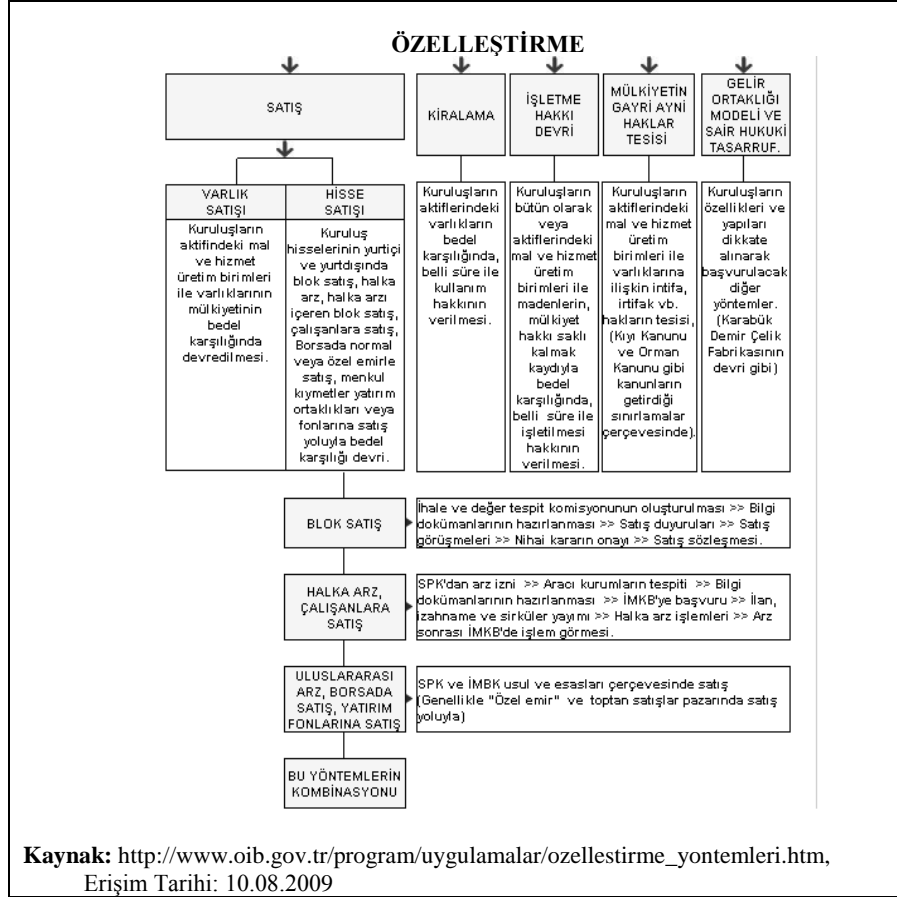 ÖZELLEŞTİRME
SATIŞ
KİRALAMA
İŞLETME
HAKKI
DEVRİ
MÜLKİYETİN
GAYRİ AYNİ
HAKLAR
TESİSİ
GELİR
ORTAKLIĞI
MODELİ VE
SAİR HUKUKİ
TASARRUF.
VARLIK
SATIŞI
Kuruluşların
aktifindeki mal
ve hizmet
üretim birimleri
ile varlıklarının
mülkiyetinin
bedel
karşılığında
devredilmesi.
HİSSE
SATIŞI
Kuruluş
hisselerinin yurtiçi
ve yurtdışında
blok satış, halka
arz, halka arzı
içeren blok satış,
çalışanlara satış,
Borsada normal
veya özel emirle
satış, menkul
kıymetler yatırım
ortaklıkları veya
fonlarına satış
yoluyla bedel
karşılığı devri.
Kuruluşların
aktiflerindeki
varlıkların
bedel
karşılığında,
belli süre ile
kullanım
hakkının
verilmesi.
Kuruluşların
bütün olarak
veya
aktiflerindeki
mal ve hizmet
üretim
birimleri ile
madenlerin,
mülkiyet
hakkı saklı
kalmak
kaydıyla
bedel
karşılığında,
belli süre ile
işletilmesi
hakkının
verilmesi.
Kuruluşların
aktiflerindeki
mal ve hizmet
üretim
birimleri ile
varlıklarına
ilişkin intifa,
irtifak vb.
hakların tesisi,
(Kıyı Kanunu
ve Orman
Kanunu gibi
kanunların
getirdiği
sınırlamalar
çerçevesinde).
Kuruluşların
özellikleri ve
yapıları
dikkate
alınarak
başvurulacak
diğer
yöntemler.
(Karabük
Demir Çelik
Fabrikasının
devri gibi)
BLOK SATIŞ
İhale ve değer tespit komisyonunun oluşturulması >> Bilgi
dokümanlarının hazırlanması >> Satış duyuruları >> Satış
görüşmeleri >> Nihai kararın onayı >> Satış sözleşmesi.
HALKA ARZ,
ÇALIŞANLARA
SATIŞ
SPK'dan arz izni >> Aracı kurumların tespiti >> Bilgi
dokümanlarının hazırlanması >> İMKB'ye başvuru >> İlan,
izahname ve sirküler yayımı >> Halka arz işlemleri >> Arz
sonrası İMKB'de işlem görmesi.
ULUSLARARASI
ARZ, BORSADA
SATIŞ, YATIRIM
FONLARINA SATIŞ
SPK ve İMBK usul ve esasları çerçevesinde satış
(Genellikle "Özel emir" ve toptan satışlar pazarında satış
yoluyla)
BU YÖNTEMLERİN
KOMBİNASYONU
Kaynak: http://www.oib.gov.tr/program/uygulamalar/ozellestirme_yontemleri.htm,
Erişim Tarihi: 10.08.2009